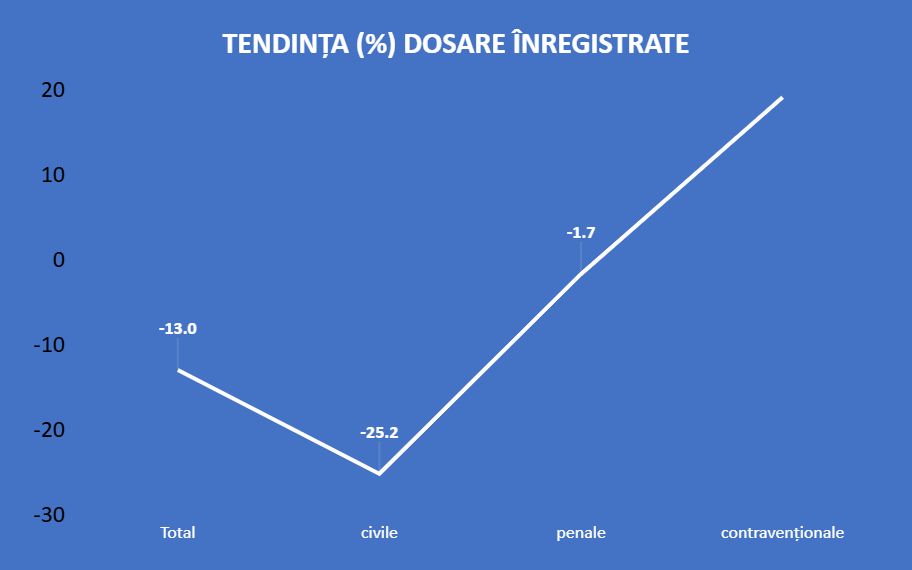 TENDINȚA (%) DOSARE ÎNREGISTRATE
20
10
0
-10
-20
-30
-13.0
-25.2
-1.7
Total
civile
penale
contravenționale